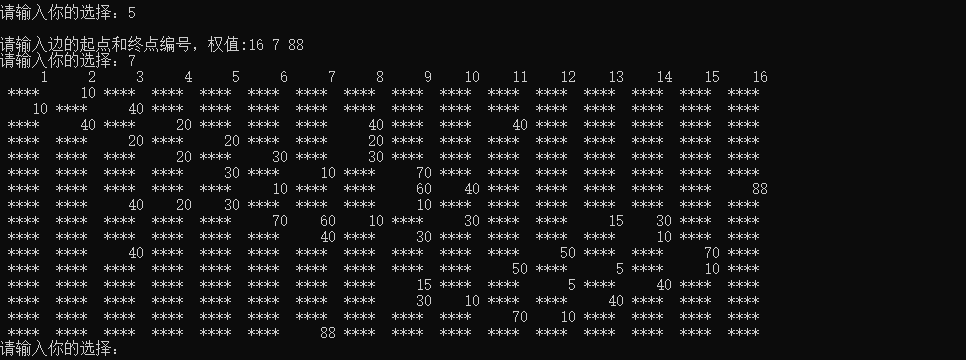 请输入你的选择：5
请输入边的起点和终点编号，权值:16 7 88
请输入你的选择：7
1 2 3 4 5 6 7 8 9 10 11 12 13 14 15 16
**** 10 **** **** **** **** **** **** **** **** **** **** **** **** **** ****
10 **** 40 **** **** **** **** **** **** **** **** **** **** **** **** ****
**** 40 **** 20 **** **** **** 40 **** **** 40 **** **** **** **** ****
**** **** 20 **** 20 **** **** 20 **** **** **** **** **** **** **** ****
**** **** **** 20 **** 30 **** 30 **** **** **** **** **** **** **** ****
**** **** **** **** 30 **** 10 **** 70 **** **** **** **** **** **** ****
**** **** **** **** **** 10 **** **** 60 40 **** **** **** **** **** 88
**** **** 40 20 30 **** **** **** 10 **** **** **** **** **** **** ****
**** **** **** **** **** 70 60 10 **** 30 **** **** 15 30 **** ****
**** **** **** **** **** **** 40 **** 30 **** **** **** **** 10 **** ****
**** **** 40 **** **** **** **** **** **** **** **** 50 **** **** 70 ****
**** **** **** **** **** **** **** **** **** **** 50 **** 5 **** 10 ****
**** **** **** **** **** **** **** **** 15 **** **** 5 **** 40 **** ****
**** **** **** **** **** **** **** **** 30 10 **** **** 40 **** **** ****
**** **** **** **** **** **** **** **** **** **** 70 10 **** **** **** ****
**** **** **** **** **** **** 88 **** **** **** **** **** **** **** **** ****
请输入你的选择：